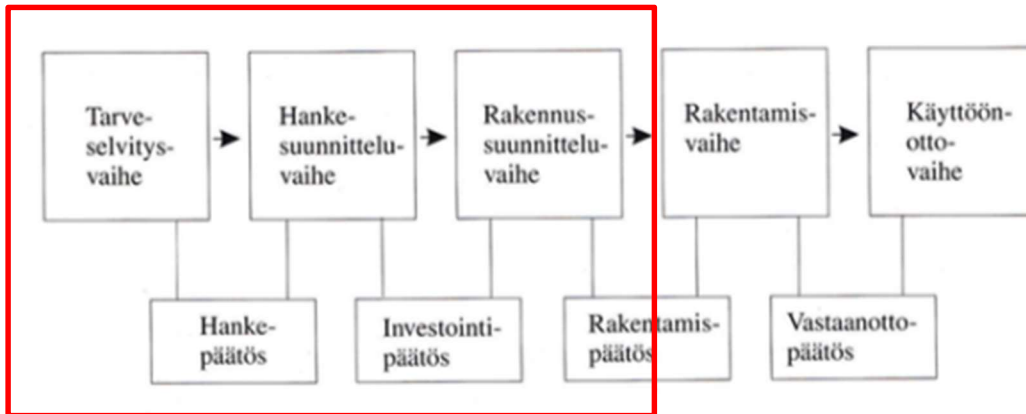 Tarve-
selvitys-
vaihe
Hanke-
suunnittelu-
vaihe
Rakennus-
suunnittelu-
vaihe
Rakentamis-
vaihe
Käyttöön-
otto-
vaihe
Hanke-
päätös
Investointi-
päätös
Rakentamis-
päätös
Vastaanotto-
päätös